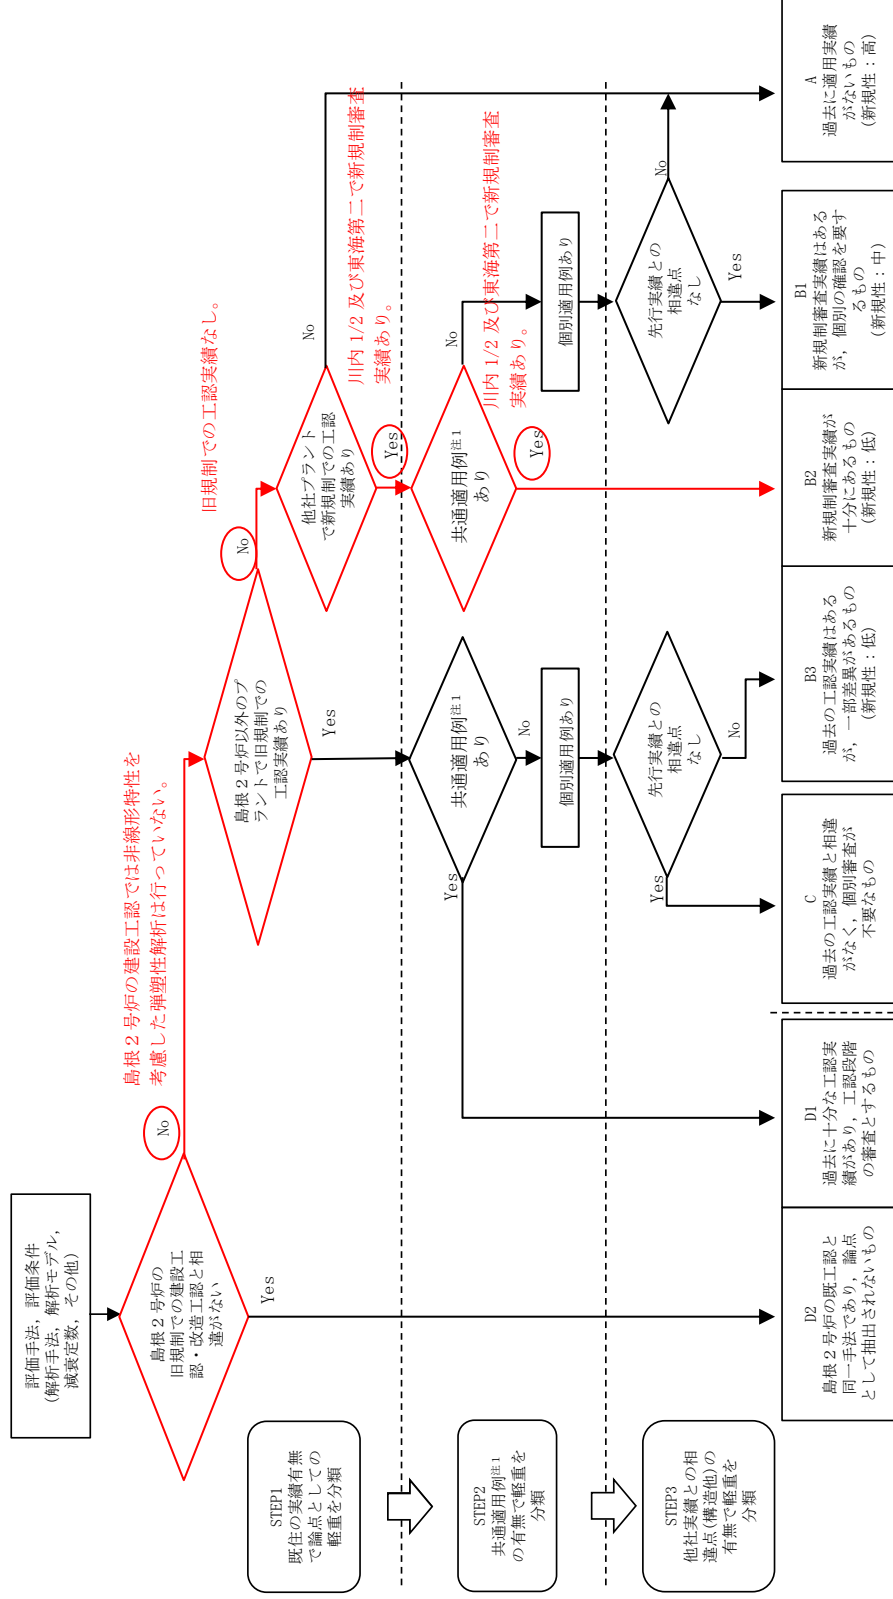 評価手法，評価条件
(解析手法，解析モデル，
減衰定数，その他)
島根２号炉の
旧規制での建設工
認・改造工認と相
違がない
No
Yes
島根２号炉の建設工認では非線形特性を
考慮した弾塑性解析は行っていない。
島根２号炉以外のプ
ラントで旧規制での
工認実績あり
No
Yes
旧規制での工認実績なし。
他社プラント
で新規制での工認
実績あり
No
Yes
川内 1/2 及び東海第二で新規制審査
実績あり。
共通適用例注１
あり
Yes
No
個別適用例あり
先行実績との
相違点
なし
Yes
No
共通適用例注１
あり
No
Yes
川内 1/2 及び東海第二で新規制審査
実績あり。
個別適用例あり
先行実績との
相違点
なし
No
Yes
STEP1
既往の実績有無
で論点としての
軽重を分類
STEP2
共通適用例注１
の有無で軽重を
分類
STEP3
他社実績との相
違点(構造他)の
有無で軽重を
分類
D2
島根２号炉の既工認と
同一手法であり，論点
として抽出されないもの
D1
過去に十分な工認実
績があり，工認段階
の審査とするもの
C
過去の工認実績と相違
がなく，個別審査が
不要なもの
B3
過去の工認実績はある
が，一部差異があるもの
(新規性：低)
B2
新規制審査実績が
十分にあるもの
(新規性：低)
B1
新規制審査実績はある
が，個別の確認を要す
るもの
(新規性：中)
A
過去に適用実績
がないもの
(新規性：高)